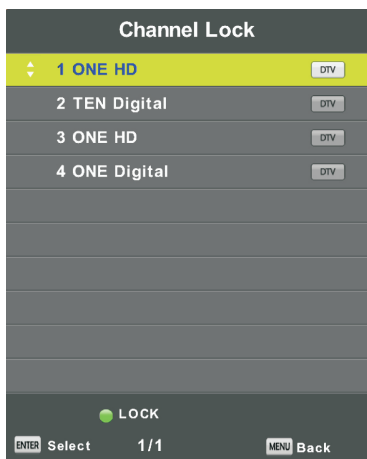 Channel Lock
1 ONE HD DTV
2 TEN Digital DTV
3 ONE HD DTV
4 ONE Digital DTV
LOCK
ENTER Select 1/1 MENU Back